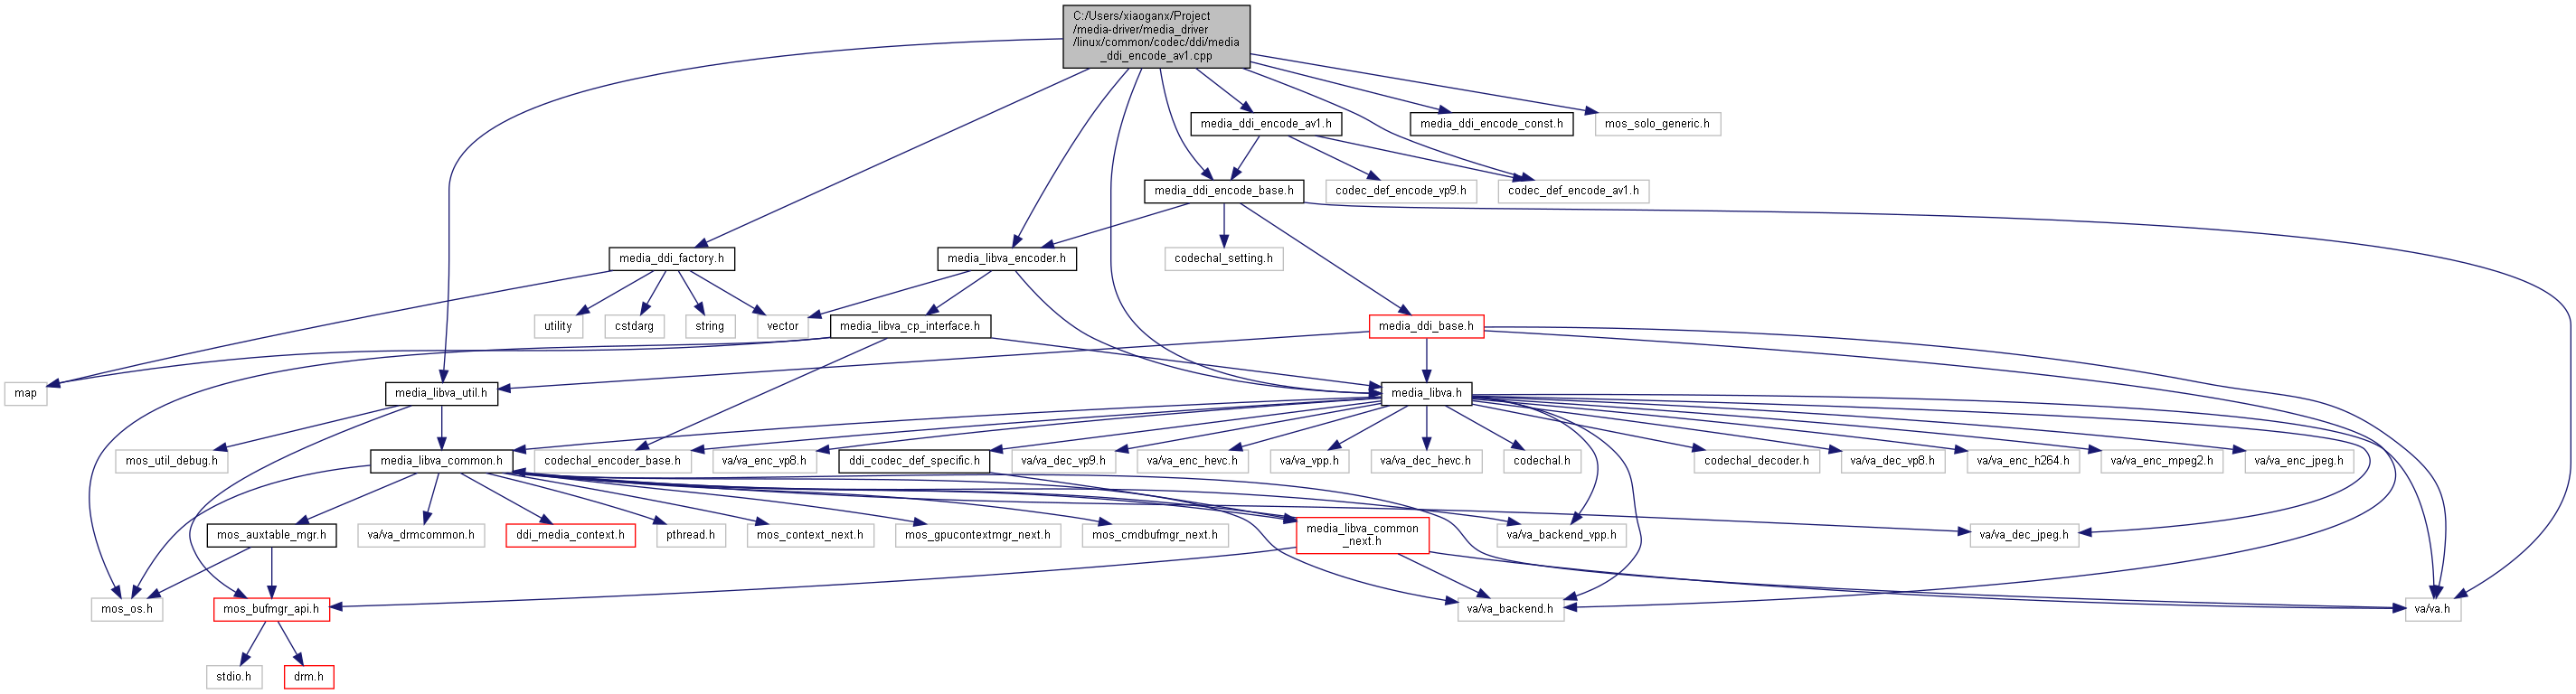 C:/Users/xiaoganx/Project
/media-driver/media_driver
/linux/common/codec/ddi/media
_ddi_encode_av1.cpp
media_ddi_encode_av1.h
media_ddi_encode_const.h
mos_solo_generic.h
media_ddi_encode_base.h
codec_def_encode_vp9.h
codec_def_encode_av1.h
media_ddi_factory.h
media_libva_encoder.h
codechal_setting.h
utility
cstdarg
string
vector
media_libva_cp_interface.h
media_ddi_base.h
map
media_libva_util.h
media_libva.h
mos_util_debug.h
media_libva_common.h
codechal_encoder_base.h
va/va_enc_vp8.h
ddi_codec_def_specific.h
va/va_dec_vp9.h
va/va_enc_hevc.h
va/va_vpp.h
va/va_dec_hevc.h
codechal.h
codechal_decoder.h
va/va_dec_vp8.h
va/va_enc_h264.h
va/va_enc_mpeg2.h
va/va_enc_jpeg.h
mos_auxtable_mgr.h
va/va_drmcommon.h
ddi_media_context.h
pthread.h
mos_context_next.h
mos_gpucontextmgr_next.h
mos_cmdbufmgr_next.h
media_libva_common
_next.h
va/va_backend_vpp.h
va/va_dec_jpeg.h
mos_os.h
mos_bufmgr_api.h
va/va_backend.h
va/va.h
stdio.h
drm.h